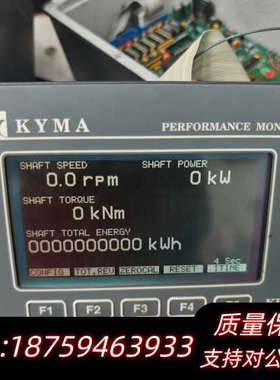 KYMA
PERFORMANCE MON
SHAFT SPEED
SHAFT POWER
0.0 rpm
0 kW
SHAFT TORQUE
0 kNm
SHAFT TOTAL ENERGY
0000000000 kWh
4 Sec
CONFIG TOT.REV ZEROCAL RESET ITIME
F1 F2 F3 F4 F5
K
质量保
:18759463933
支持对公